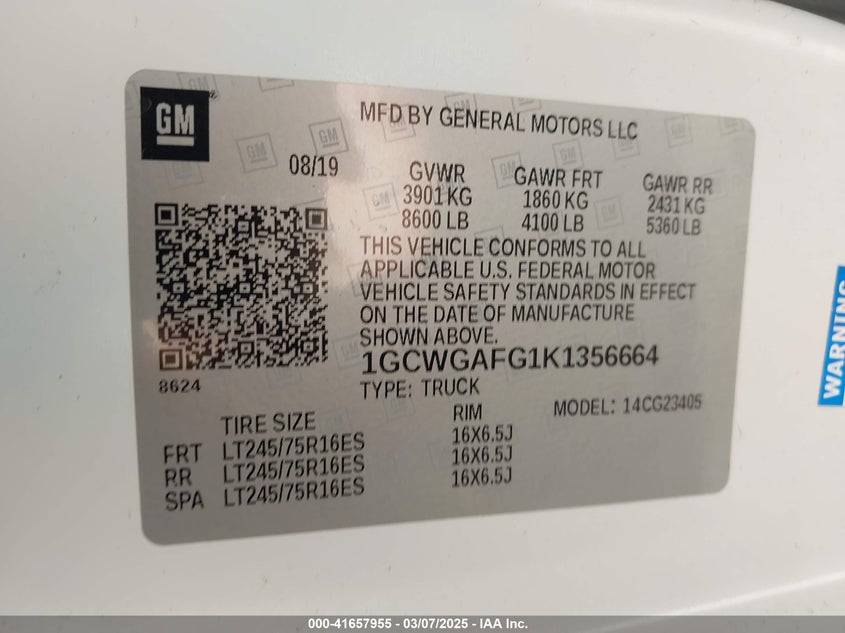 GM
MFD BY GENERAL MOTORS LLC
08/19
GVWR GAWR FRT GAWR RR
3901 KG 1860 KG 2431 KG
8600 LB 4100 LB 5360 LB
THIS VEHICLE CONFORMS TO ALL
APPLICABLE U.S. FEDERAL MOTOR
VEHICLE SAFETY STANDARDS IN EFFECT
ON THE DATE OF MANUFACTURE
SHOWN ABOVE.
1GCWGAFG1K1356664
8624
TYPE: TRUCK
MODEL: 14CG23405
TIRE SIZE RIM
FRT LT245/75R16ES 16X6.5J
RR LT245/75R16ES 16X6.5J
SPA LT245/75R16ES 16X6.5J
WARNING
000-41657955 - 03/07/2025 - IAA Inc.